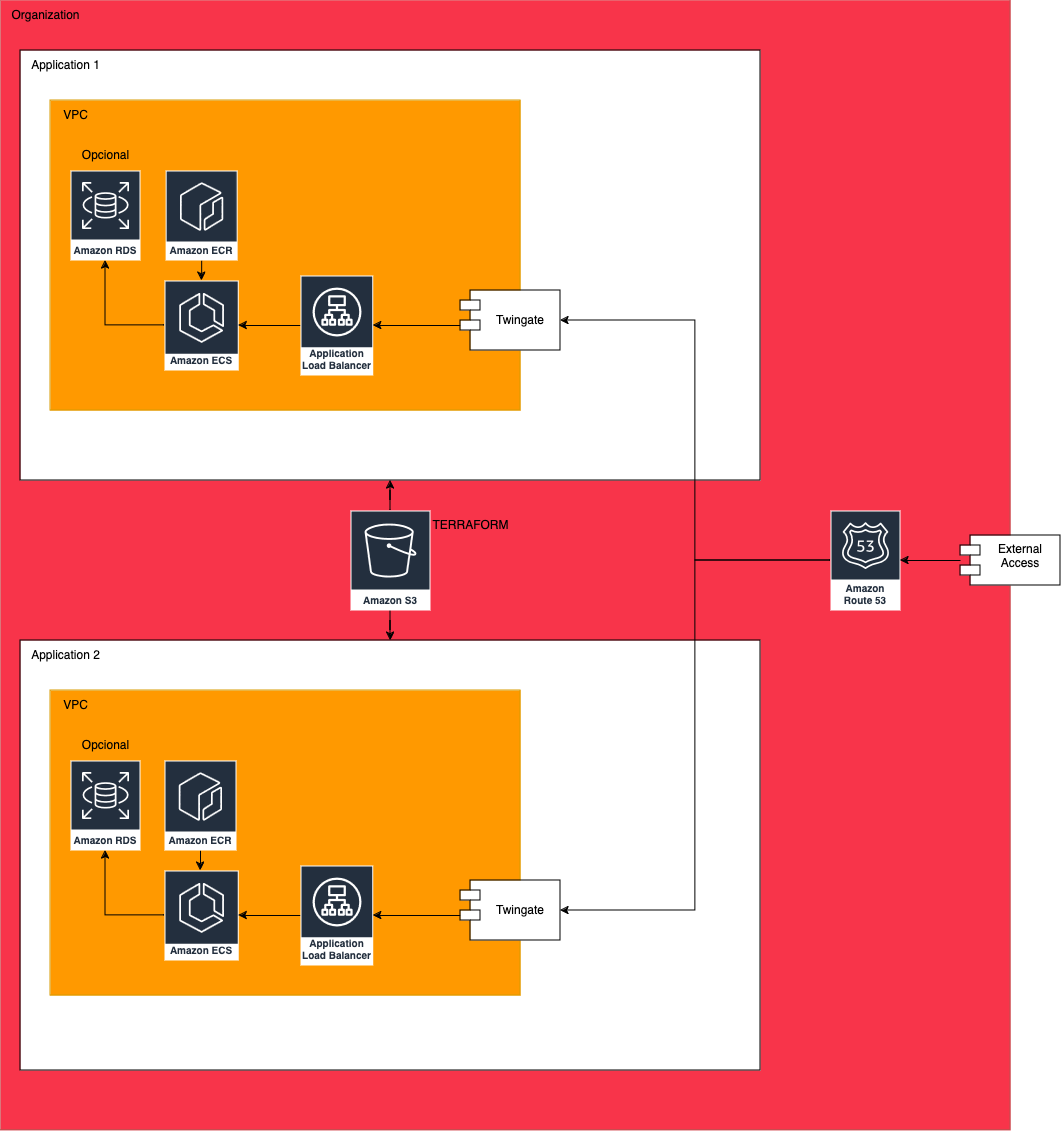 Organization
Application 1
VPC
Opcional
Amazon RDS
Amazon ECR
Amazon ECS
Application
Load Balancer
Twingate
TERRAFORM
Amazon S3
53
Amazon
Route 53
External
Access
Application 2
VPC
Opcional
Amazon RDS
Amazon ECR
Amazon ECS
Application
Load Balancer
Twingate